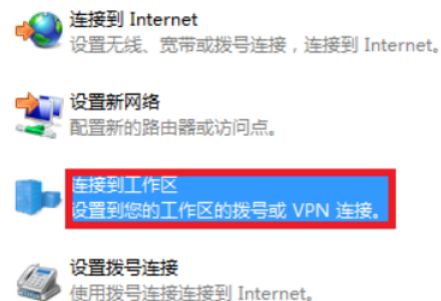 连接到 Internet
设置无线、宽带或拨号连接，连接到 Internet。
设置新网络
配置新的路由器或访问点。
连接到工作区
设置到您的工作区的拨号或 VPN 连接。
设置拨号连接
使用拨号连接连接到 Internet。